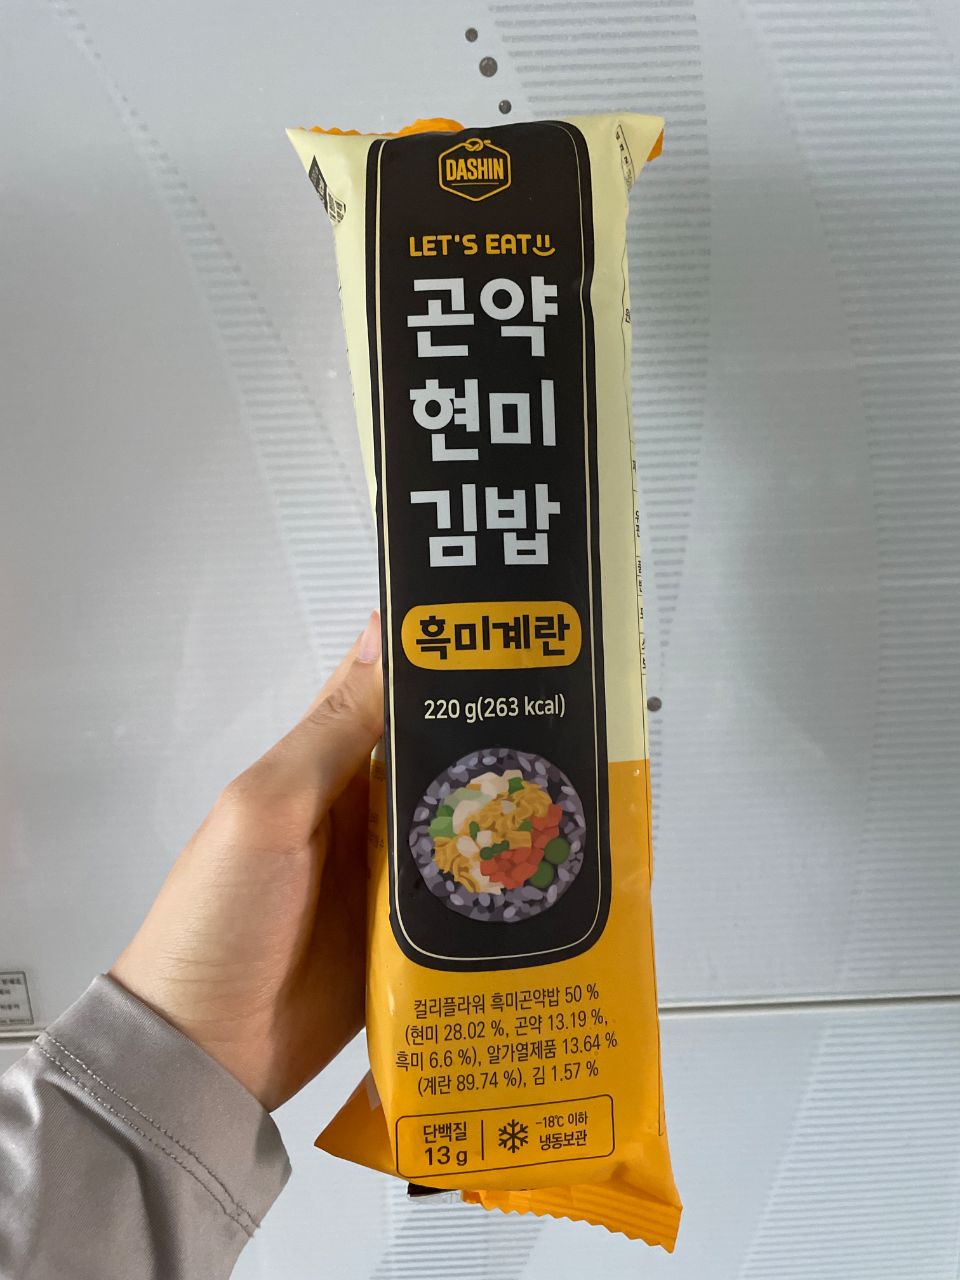 DASHIN
LET'S EAT
곤약
현미
김밥
흑미계란
220 g(263 kcal)
컬리플라워 흑미곤약밥 50 %
(현미 28.02 %, 곤약 13.19 %,
흑미 6.6 %), 알가열제품 13.64 %
(계란 89.74 %), 김 1.57 %
단백질
13 g
-18℃ 이하
냉동보관